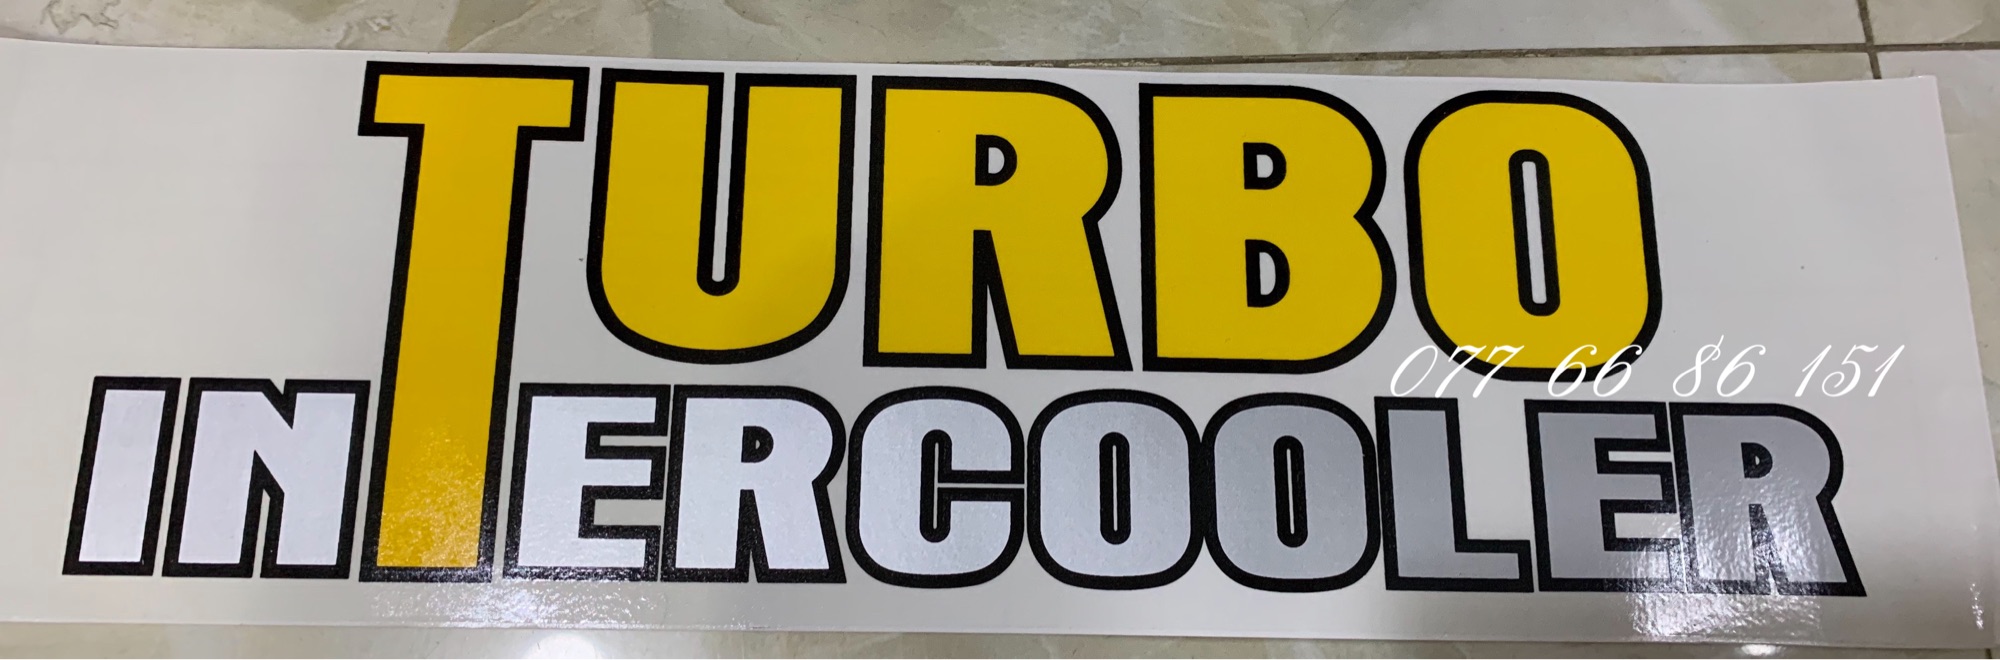 TURBO
077 66 86 151
INTERCOOLER